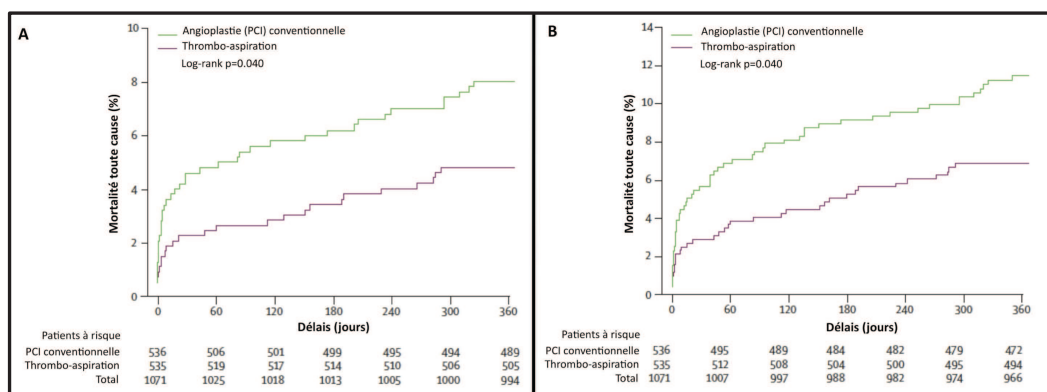 A
Angioplastie (PCI) conventionnelle
Thrombo-aspiration
Log-rank p=0.040
Mortalité toute cause (%)
10
8
6
4
2
0
0 60 120 180 240 300 360
Délais (jours)
Patients à risque
PCI conventionnelle 536 506 501 499 495 494 489
Thrombo-aspiration 535 519 517 514 510 506 505
Total 1071 1025 1018 1013 1005 1000 994
B
Angioplastie (PCI) conventionnelle
Thrombo-aspiration
Log-rank p=0.040
Mortalité toute cause (%)
14
12
10
8
6
4
2
0
0 60 120 180 240 300 360
Délais (jours)
Patients à risque
PCI conventionnelle 536 495 489 484 482 479 472
Thrombo-aspiration 535 512 508 504 500 495 494
Total 1071 1007 997 988 982 974 966